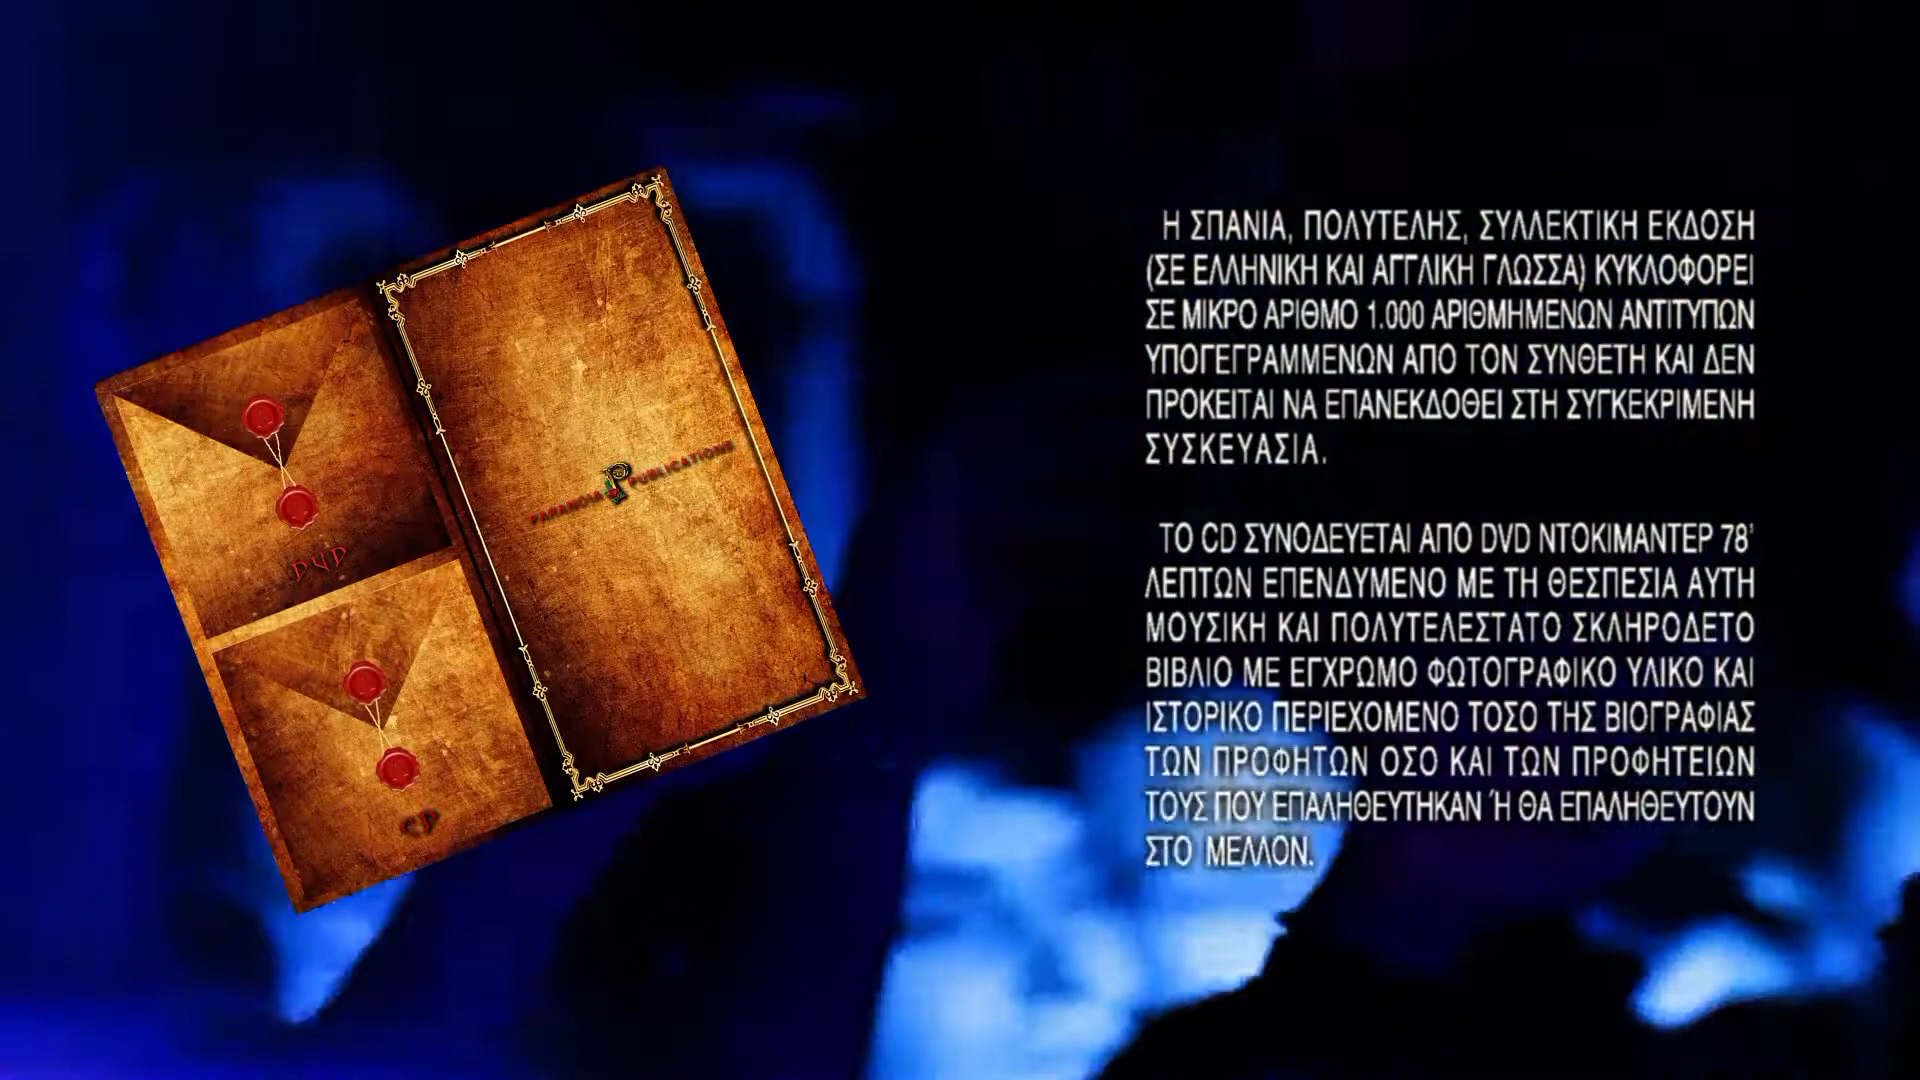 Η ΣΠΑΝΙΑ, ΠΟΛΥΤΕΛΗΣ, ΣΥΛΛΕΚΤΙΚΗ ΕΚΔΟΣΗ
(ΣΕ ΕΛΛΗΝΙΚΗ ΚΑΙ ΑΓΓΛΙΚΗ ΓΛΩΣΣΑ) ΚΥΚΛΟΦΟΡΕΙ
ΣΕ ΜΙΚΡΟ ΑΡΙΘΜΟ 1.000 ΑΡΙΘΜΗΜΕΝΩΝ ΑΝΤΙΤΥΠΩΝ
ΥΠΟΓΕΓΡΑΜΜΕΝΩΝ ΑΠΟ ΤΟΝ ΣΥΝΘΕΤΗ ΚΑΙ ΔΕΝ
ΠΡΟΚΕΙΤΑΙ ΝΑ ΕΠΑΝΕΚΔΟΘΕΙ ΣΤΗ ΣΥΓΚΕΚΡΙΜΕΝΗ
ΣΥΣΚΕΥΑΣΙΑ.
ΤΟ CD ΣΥΝΟΔΕΥΕΤΑΙ ΑΠΟ DVD ΝΤΟΚΙΜΑΝΤΕΡ 78'
ΛΕΠΤΩΝ ΕΠΕΝΔΥΜΕΝΟ ΜΕ ΤΗ ΘΕΣΠΕΣΙΑ ΑΥΤΗ
ΜΟΥΣΙΚΗ ΚΑΙ ΠΟΛΥΤΕΛΕΣΤΑΤΟ ΣΚΛΗΡΟΔΕΤΟ
ΒΙΒΛΙΟ ΜΕ ΕΓΧΡΩΜΟ ΦΩΤΟΓΡΑΦΙΚΟ ΥΛΙΚΟ ΚΑΙ
ΙΣΤΟΡΙΚΟ ΠΕΡΙΕΧΟΜΕΝΟ ΤΟΣΟ ΤΗΣ ΒΙΟΓΡΑΦΙΑΣ
ΤΩΝ ΠΡΟΦΗΤΩΝ ΟΣΟ ΚΑΙ ΤΩΝ ΠΡΟΦΗΤΕΙΩΝ
ΤΟΥΣ ΠΟΥ ΕΠΑΛΗΘΕΥΤΗΚΑΝ Ή ΘΑ ΕΠΑΛΗΘΕΥΤΟΥΝ
ΣΤΟ ΜΕΛΛΟΝ.
PARANOIA P PUBLICATIONS
DVD
CD